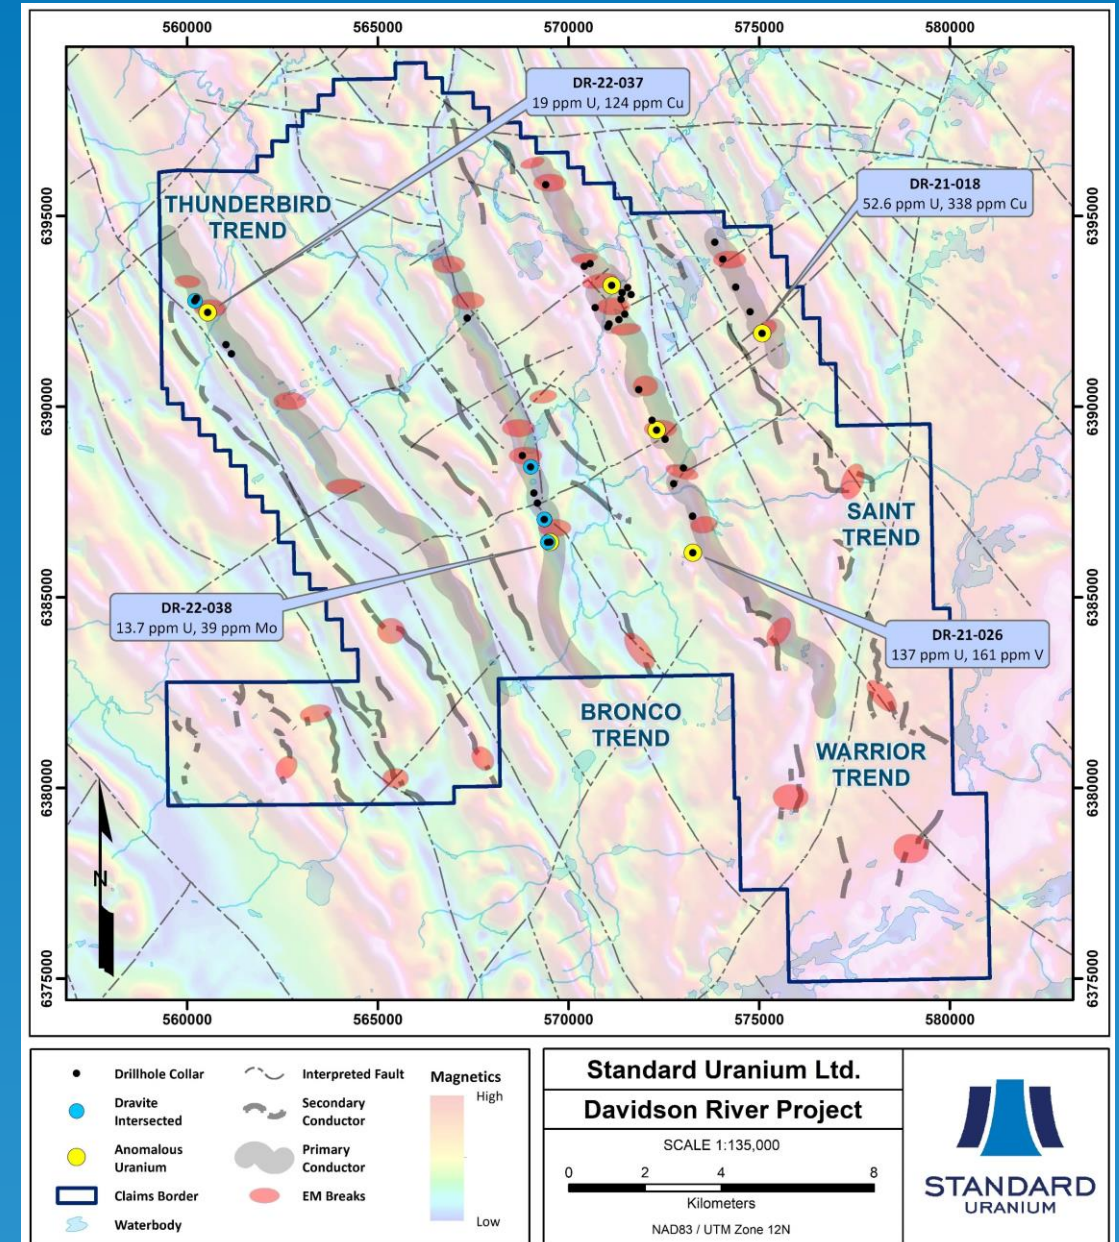 560000
565000
570000
575000
580000
DR-22-037
19 ppm U, 124 ppm Cu
DR-21-018
52.6 ppm U, 338 ppm Cu
THUNDERBIRD
TREND
6395000
6395000
6390000
6390000
SAINT
TREND
6385000
6385000
DR-22-038
13.7 ppm U, 39 ppm Mo
DR-21-026
137 ppm U, 161 ppm V
BRONCO
TREND
WARRIOR
TREND
6380000
6380000
N
6375000
6375000
560000
565000
570000
575000
580000
Drillhole Collar
Dravite
Intersected
Anomalous
Uranium
Claims Border
Waterbody
Interpreted Fault
Secondary
Conductor
Primary
Conductor
EM Breaks
Magnetics
High
Low
Standard Uranium Ltd.
Davidson River Project
SCALE 1:135,000
0 2 4 8
Kilometers
NAD83 / UTM Zone 12N
STANDARD
URANIUM